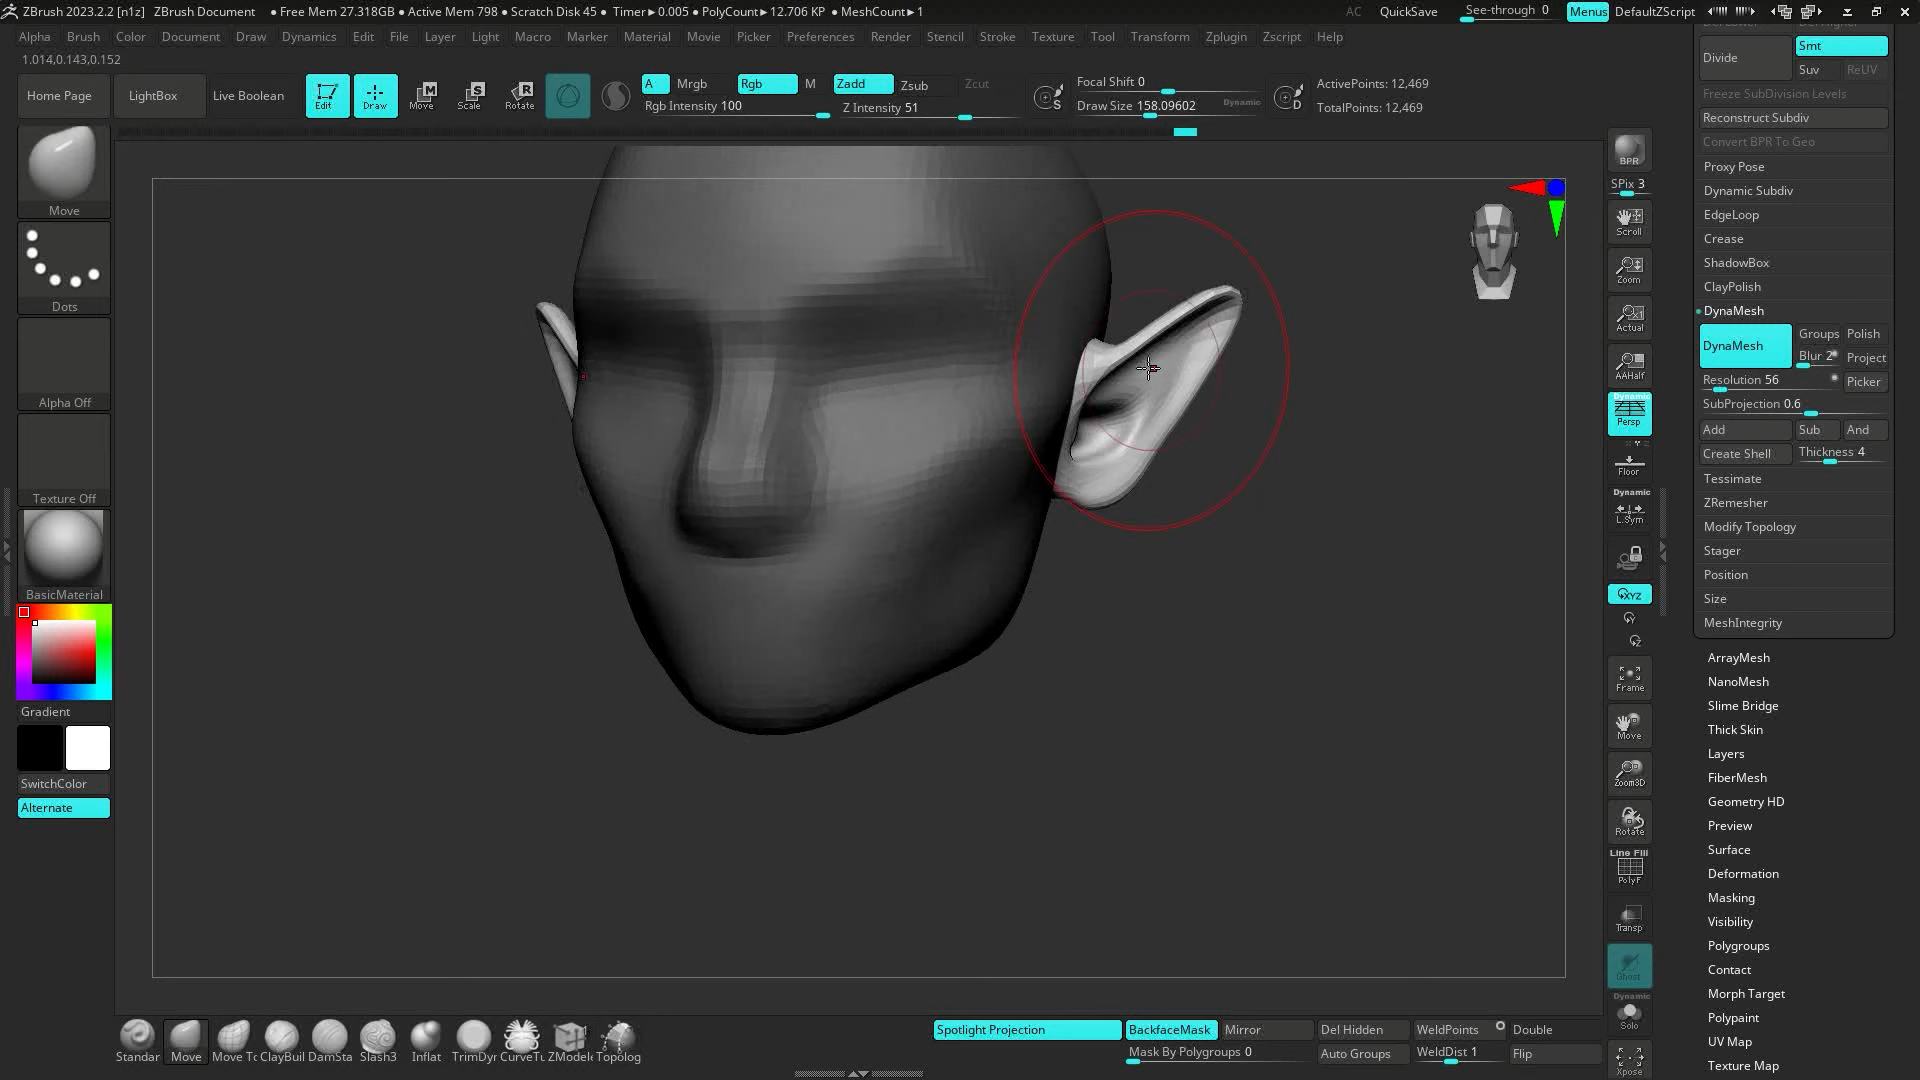 ZBrush 2023.2.2 [n1z] ZBrush Document ● Free Mem 27.318GB ● Active Mem 798 ● Scratch Disk 45 ● Timer►0.005 ● PolyCount►12.706 KP ● MeshCount►1 AC QuickSave See-through 0 Menus DefaultZScript
Alpha Brush Color Document Draw Dynamics Edit File Layer Light Macro Marker Material Movie Picker Preferences Render Stencil Stroke Texture Tool Transform Zplugin Zscript Help
1.014,0.143,0.152
Home Page LightBox Live Boolean Edit Draw Move Scale Rotate
A Mrgb Rgb M Zadd Zsub Zcut
Rgb Intensity 100 Z Intensity 51
Focal Shift 0
Draw Size 158.09602 Dynamic
ActivePoints: 12,469
TotalPoints: 12,469
Move
Dots
Alpha Off
Texture Off
BasicMaterial
Gradient
SwitchColor
Alternate
BPR
SPix 3
Scroll
Zoom
Actual
AAHalf
Dynamic
Persp
Floor
Dynamic
L.Sym
XYZ
Frame
Move
Zoom3D
Rotate
Line Fill
PolyF
Transp
Ghost
Dynamic
Solo
Xpose
Divide Smt
Suv ReUV
Freeze SubDivision Levels
Reconstruct Subdiv
Convert BPR To Geo
Proxy Pose
Dynamic Subdiv
EdgeLoop
Crease
ShadowBox
ClayPolish
DynaMesh
DynaMesh Groups Polish
Blur 2 Project
Resolution 56 Picker
SubProjection 0.6
Add Sub And
Create Shell Thickness 4
Tessimate
ZRemesher
Modify Topology
Stager
Position
Size
MeshIntegrity
ArrayMesh
NanoMesh
Slime Bridge
Thick Skin
Layers
FiberMesh
Geometry HD
Preview
Surface
Deformation
Masking
Visibility
Polygroups
Contact
Morph Target
Polypaint
UV Map
Texture Map
Standar Move Move To ClayBuil DamSta Slash3 Inflat TrimDyr CurveTu ZModele Topolog
Spotlight Projection BackfaceMask Mirror Del Hidden WeldPoints Double
Mask By Polygroups 0 Auto Groups WeldDist 1 Flip